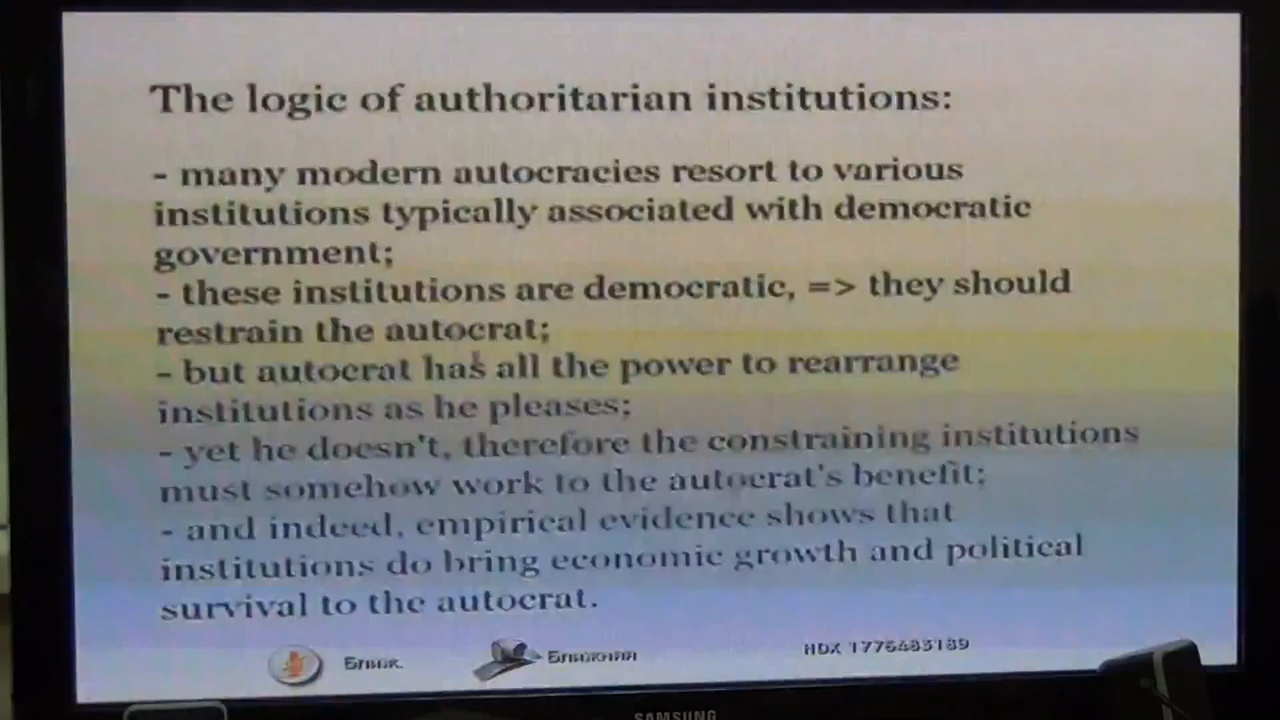 The logic of authoritarian institutions:
- many modern autocracies resort to various
institutions typically associated with democratic
government;
- these institutions are democratic, => they should
restrain the autocrat;
- but autocrat has all the power to rearrange
institutions as he pleases;
- yet he doesn't, therefore the constraining institutions
must somehow work to the autocrat's benefit;
- and indeed, empirical evidence shows that
institutions do bring economic growth and political
survival to the autocrat.
HDX
SAMSUNG